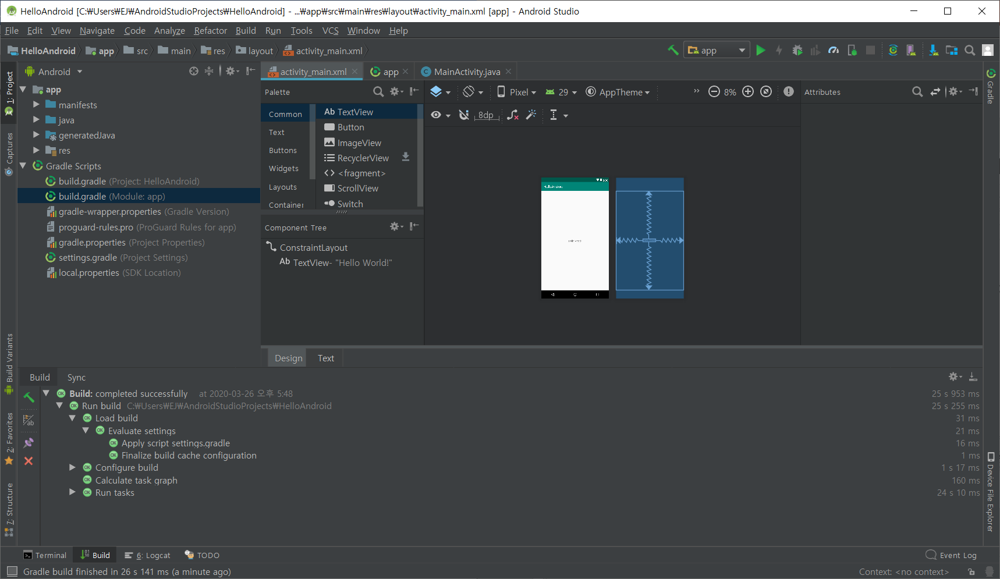 HelloAndroid [C:₩Users₩EJ₩AndroidStudioProjects₩HelloAndroid] - ...₩app₩src₩main₩res₩layout₩activity_main.xml [app] - Android Studio
File Edit View Navigate Code Analyze Refactor Build Run Tools VCS Window Help
HelloAndroid app src main res layout activity_main.xml app
Android
activity_main.xml app MainActivity.java
Palette
Pixel 29 AppTheme 8% Attributes
8dp
1: Project
Captures
Build Variants
2: Favorites
7: Structure
app
manifests
java
generatedJava
res
Gradle Scripts
build.gradle (Project: HelloAndroid)
build.gradle (Module: app)
gradle-wrapper.properties (Gradle Version)
proguard-rules.pro (ProGuard Rules for app)
gradle.properties (Project Properties)
settings.gradle (Project Settings)
local.properties (SDK Location)
Common
Text
Buttons
Widgets
Layouts
Container
Ab TextView
Button
ImageView
RecyclerView
<fragment>
ScrollView
Switch
Component Tree
ConstraintLayout
Ab TextView- "Hello World!"
HelloAndroid
Gradle
Device File Explorer
Design Text
Build Sync
Build: completed successfully at 2020-03-26 오후 5:48 25 s 953 ms
Run build C:₩Users₩EJ₩AndroidStudioProjects₩HelloAndroid 25 s 255 ms
Load build 31 ms
Evaluate settings 21 ms
Apply script settings.gradle 16 ms
Finalize build cache configuration 1 ms
Configure build 1 s 17 ms
Calculate task graph 160 ms
Run tasks 24 s 10 ms
Terminal Build 6: Logcat TODO Event Log
Gradle build finished in 26 s 141 ms (a minute ago) Context: <no context>